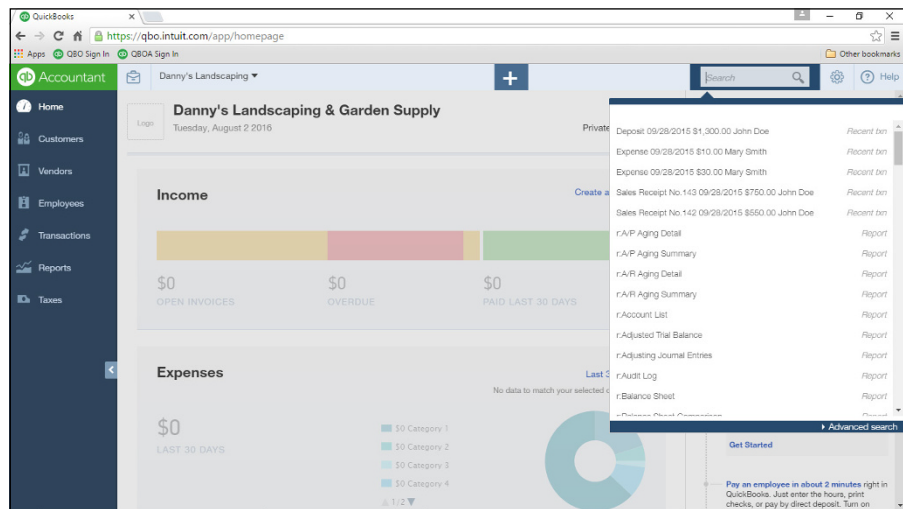 QuickBooks
https://qbo.intuit.com/app/homepage
Apps QBO Sign In QBOA Sign In Other bookmarks
qb Accountant Danny's Landscaping Search Help
Home
Customers
Vendors
Employees
Transactions
Reports
Taxes
Logo
Danny's Landscaping & Garden Supply
Tuesday, August 2 2016
Private
Income
Create a
$0
OPEN INVOICES
$0
OVERDUE
$0
PAID LAST 30 DAYS
Expenses
Last 3
No data to match your selected
$0
LAST 30 DAYS
$0 Category 1
$0 Category 2
$0 Category 3
$0 Category 4
1/2
Deposit 09/28/2015 $1,300.00 John Doe Recent txn
Expense 09/28/2015 $10.00 Mary Smith Recent txn
Expense 09/28/2015 $30.00 Mary Smith Recent txn
Sales Receipt No.143 09/28/2015 $750.00 John Doe Recent txn
Sales Receipt No.142 09/28/2015 $550.00 John Doe Recent txn
r:A/P Aging Detail Report
r:A/P Aging Summary Report
r:A/R Aging Detail Report
r:A/R Aging Summary Report
r:Account List Report
r:Adjusted Trial Balance Report
r:Adjusting Journal Entries Report
r:Audit Log Report
r:Balance Sheet Report
r:Balance Sheet Comparison Report
Advanced search
Get Started
Pay an employee in about 2 minutes right in
QuickBooks. Just enter the hours, print
checks, or pay by direct deposit. Turn on